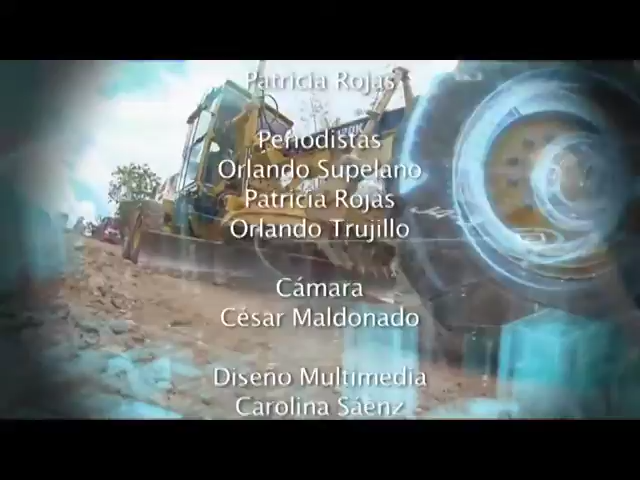 Patricia Rojas
Periodistas
Orlando Supelano
Patricia Rojas
Orlando Trujillo
Cámara
César Maldonado
Diseño Multimedia
Carolina Sáenz